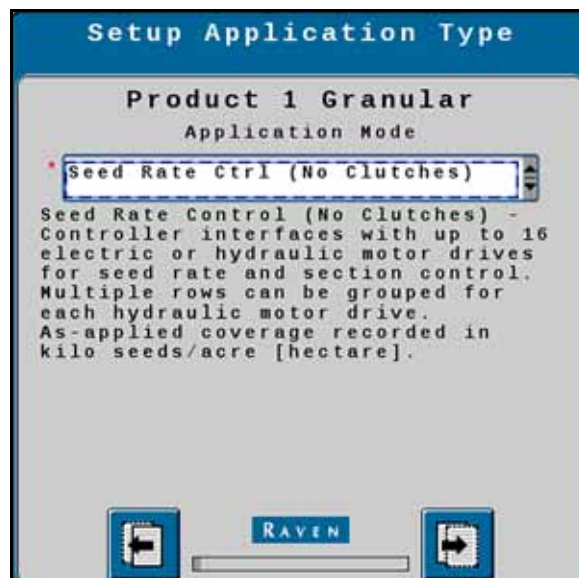 Setup Application Type
Product 1 Granular
Application Mode
* Seed Rate Ctrl (No Clutches)
Seed Rate Control (No Clutches) -
Controller interfaces with up to 16
electric or hydraulic motor drives
for seed rate and section control.
Multiple rows can be grouped for
each hydraulic motor drive.
As-applied coverage recorded in
kilo seeds/acre [hectare].
RAVEN